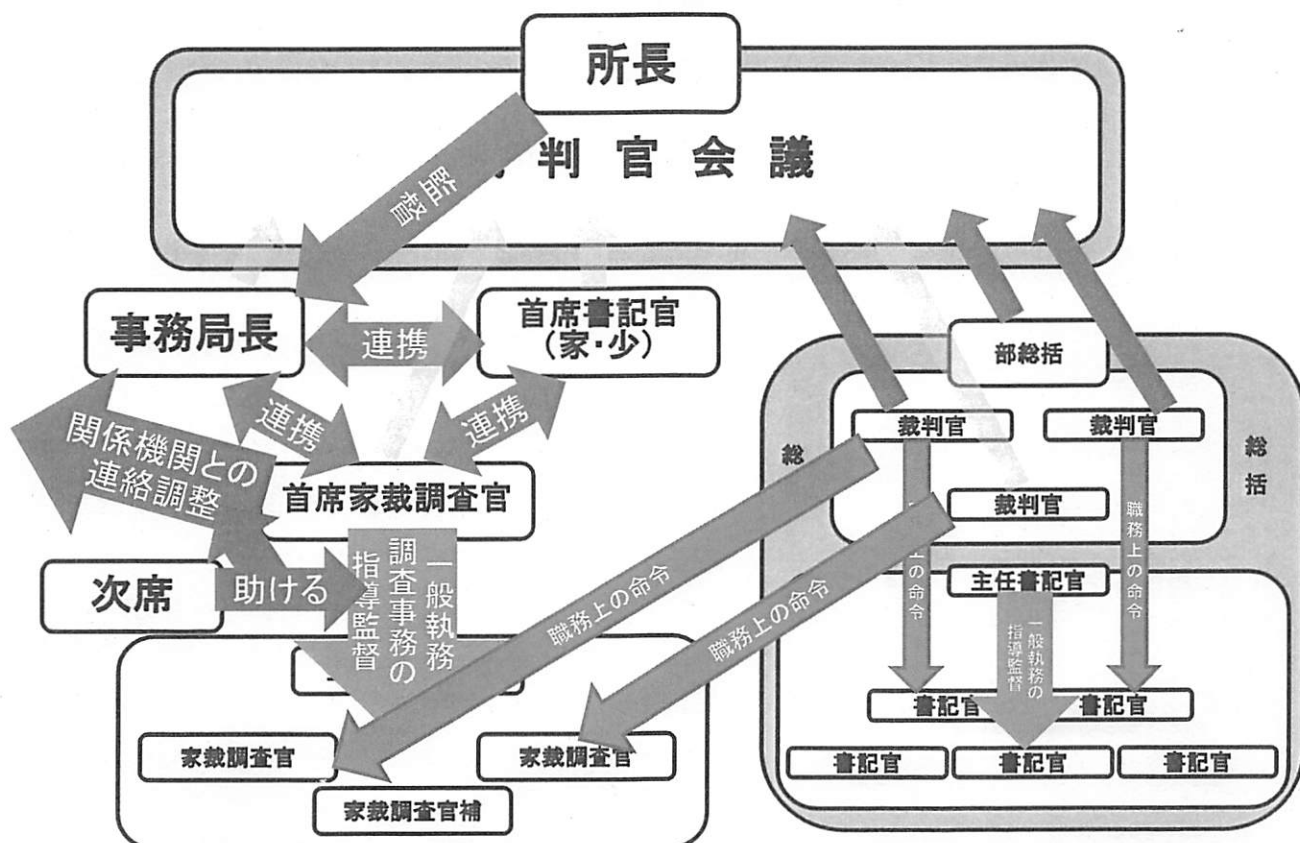 所長
判官会議
監督
事務局長
連携
首席書記官
(家・少)
部総括
連携
連携
裁判官
裁判官
総
総括
関係機関との
連絡調整
首席家裁調査官
裁判官
職務上の命令
上の命令
次席
助ける
一般執務
調査事務の
指導監督
職務上の命令
職務上の命令
主任書記官
一般執務の
指導監督
書記官
書記官
家裁調査官
家裁調査官
書記官
書記官
書記官
家裁調査官補